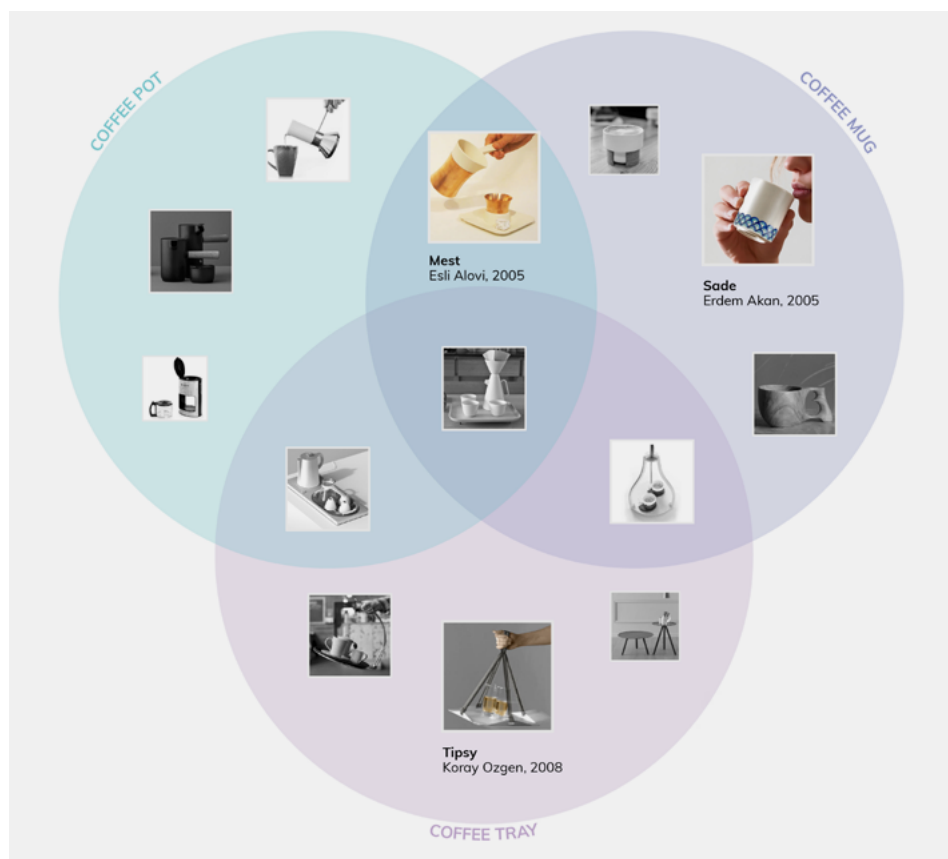 COFFEE POT
COFFEE MUG
Mest
Esli Alovi, 2005
Sade
Erdem Akan, 2005
Tipsy
Koray Ozgen, 2008
COFFEE TRAY